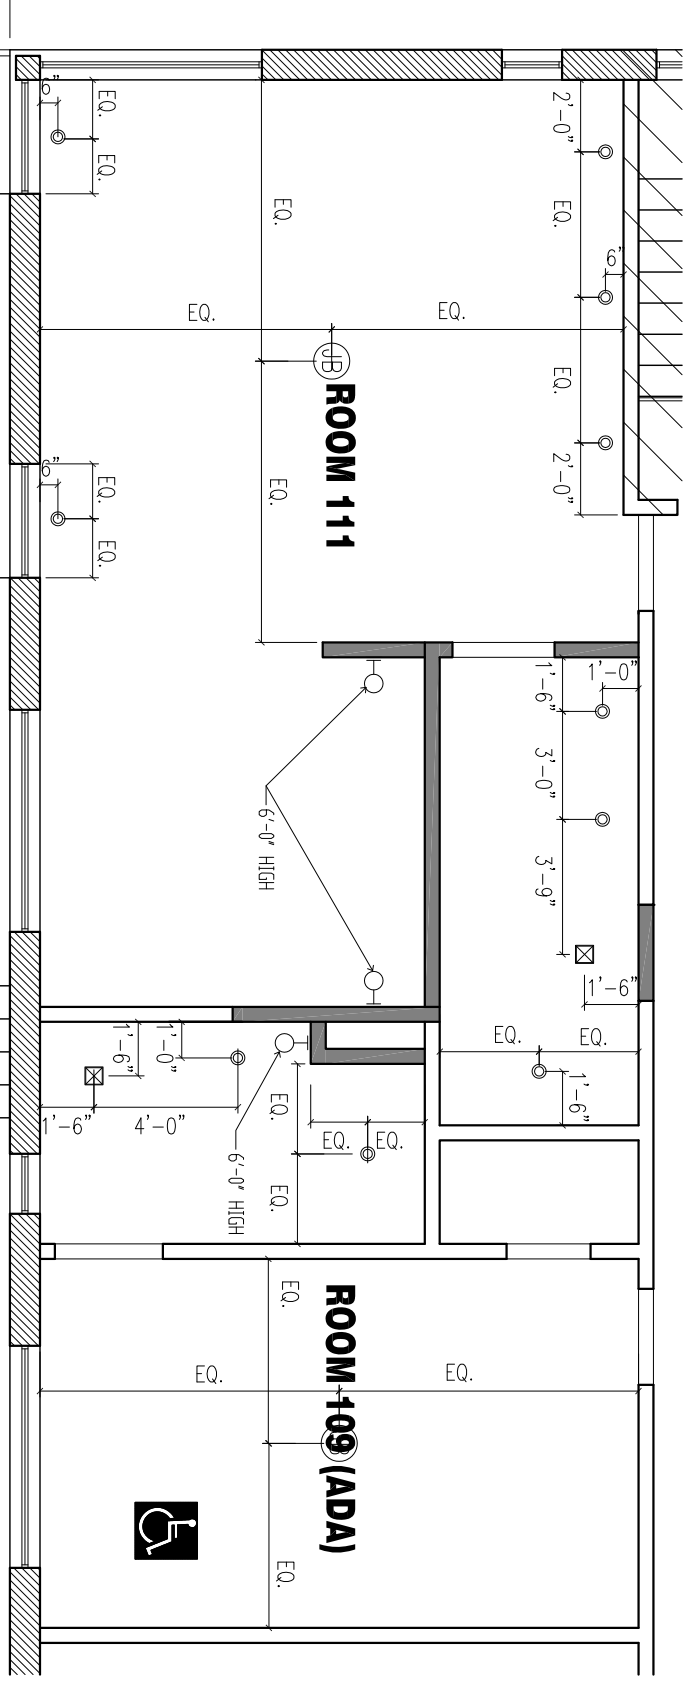 6"
EQ.
EQ.
2'-0"
EQ.
6"
EQ.
EQ.
EQ.
JB
ROOM 111
EQ.
2'-0"
6"
EQ.
EQ.
EQ.
1'-6"
1'-0"
3'-0"
3'-9"
6'-0" HIGH
1'-6"
EQ.
EQ.
1'-6"
1'-6"
1'-0"
1'-6"
4'-0"
EQ.
EQ.
EQ.
EQ.
6'-0" HIGH
EQ.
EQ.
EQ.
ROOM 109 (ADA)
JB
EQ.